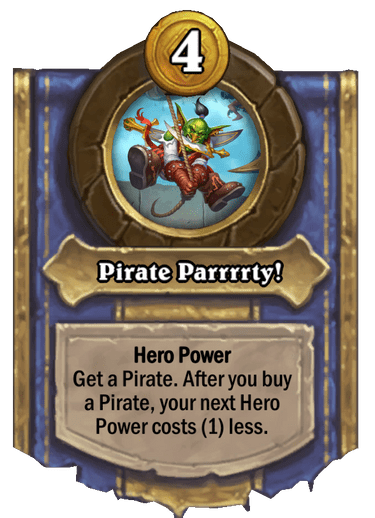 4
Pirate Parrrrty!
Hero Power
Get a Pirate. After you buy
a Pirate, your next Hero
Power costs (1) less.